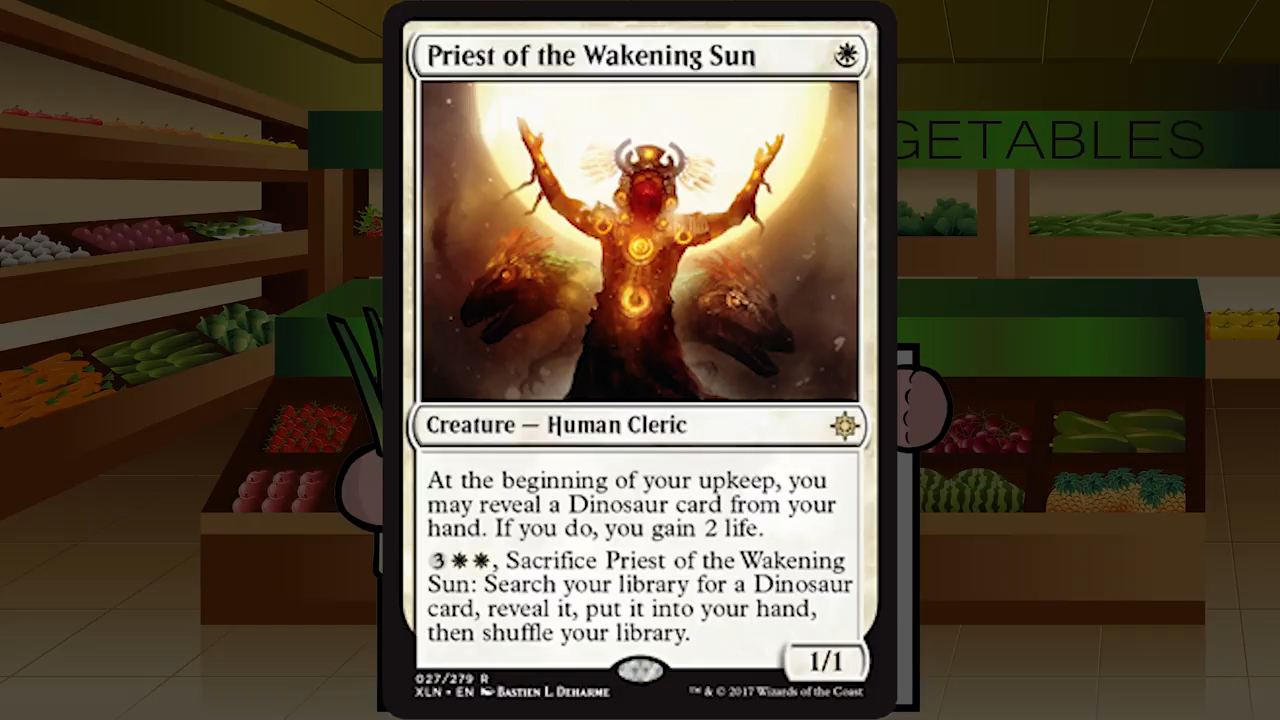 Priest of the Wakening Sun
GETABLES
Creature — Human Cleric
At the beginning of your upkeep, you
may reveal a Dinosaur card from your
hand. If you do, you gain 2 life.
3, Sacrifice Priest of the Wakening
Sun: Search your library for a Dinosaur
card, reveal it, put it into your hand,
then shuffle your library.
1/1
027/279 R
XLN • EN Bastien L. Deharme
™ & © 2017 Wizards of the Coast